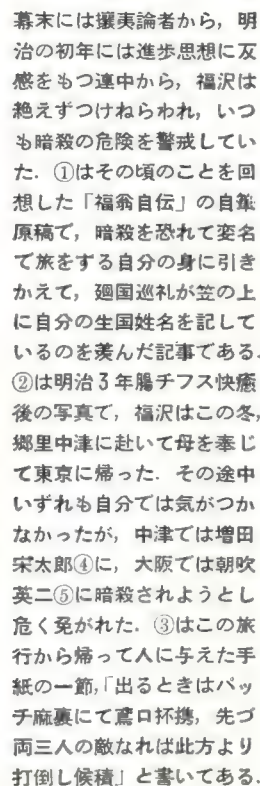 幕末には攘夷論者から，明
治の初年には進歩思想に反
感をもつ連中から，福沢は
絶えずつけねらわれ，いつ
も暗殺の危険を警戒してい
た．①はその頃のことを回
想した「福翁自伝」の自筆
原稿で，暗殺を恐れて変名
で旅をする自分の身に引き
かえて，廻国巡礼が笠の上
に自分の生国姓名を記して
いるのを羨んだ記事である．
②は明治3年腸チフス快癒
後の写真で，福沢はこの冬，
郷里中津に赴いて母を奉じ
て東京に帰った．その途中
いずれも自分では気がつか
なかったが，中津では増田
宋太郎④に，大阪では朝吹
英二⑤に暗殺されようとし
危く免がれた．③はこの旅
行から帰って人に与えた手
紙の一節，「出るときはパッ
チ麻裏にて鳶口抔携，先づ
両三人の敵なれば此方より
打倒し候積」と書いてある．